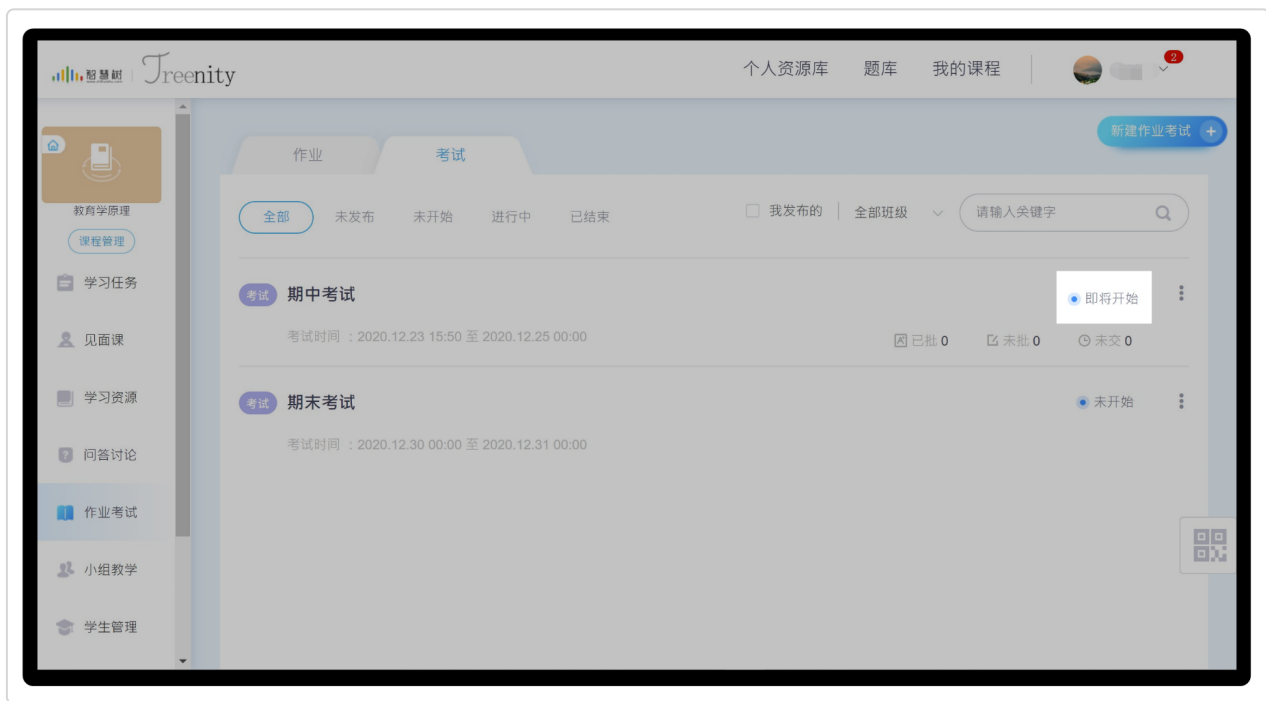 智慧树 Treenity
个人资源库 题库 我的课程 2
新建作业考试 +
作业 考试
教育学原理
课程管理
全部 未发布 未开始 进行中 已结束 我发布的 全部班级 请输入关键字
学习任务
见面课
学习资源
问答讨论
作业考试
小组教学
学生管理
考试 期中考试 即将开始
考试时间 :2020.12.23 15:50 至 2020.12.25 00:00 已批 0 未批 0 未交 0
考试 期末考试 未开始
考试时间 :2020.12.30 00:00 至 2020.12.31 00:00